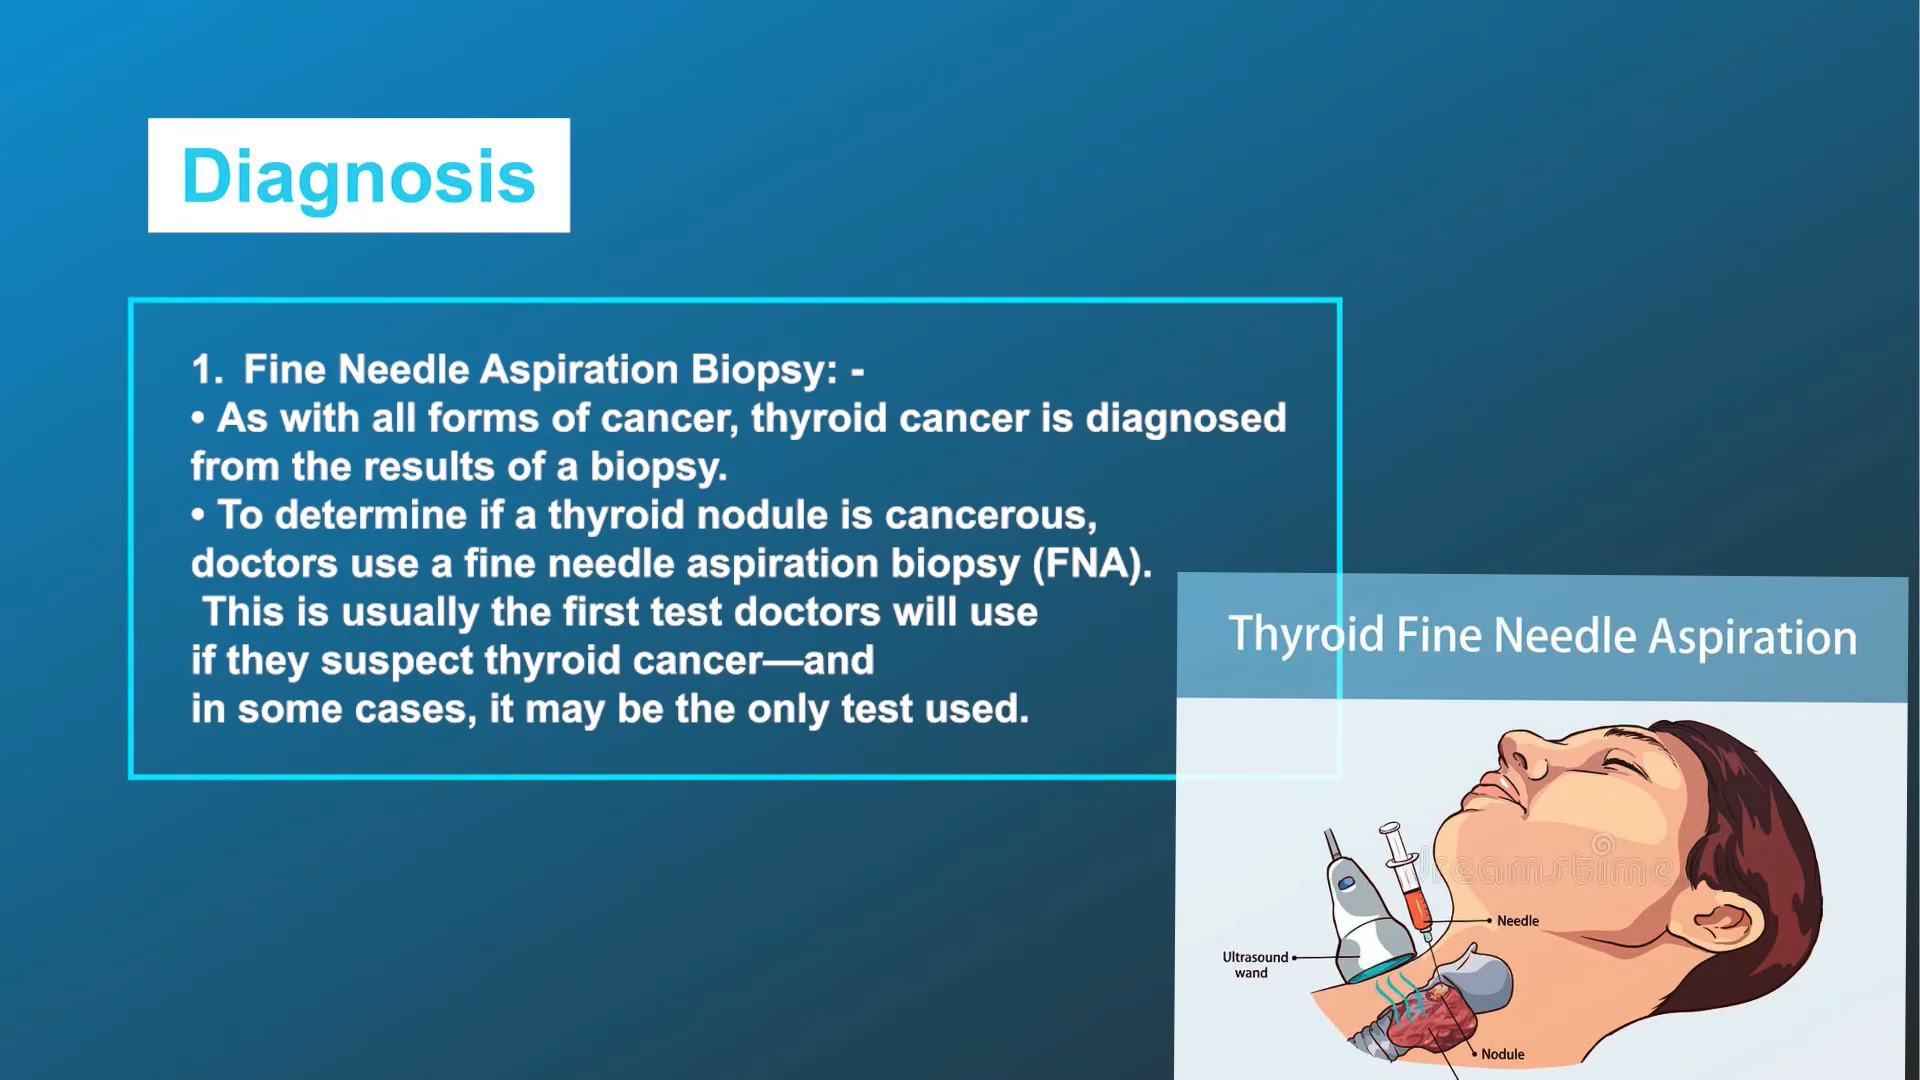 Diagnosis
1. Fine Needle Aspiration Biopsy: -
• As with all forms of cancer, thyroid cancer is diagnosed
from the results of a biopsy.
• To determine if a thyroid nodule is cancerous,
doctors use a fine needle aspiration biopsy (FNA).
This is usually the first test doctors will use
if they suspect thyroid cancer—and
in some cases, it may be the only test used.
Thyroid Fine Needle Aspiration
dreamstime
Needle
Ultrasound
wand
Nodule